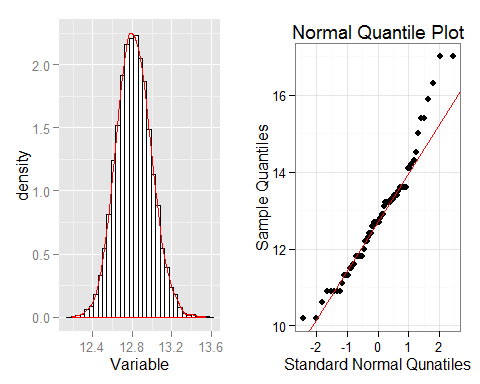 Normal Quantile Plot
density
2.0
1.5
1.0
0.5
0.0
12.4 12.8 13.2 13.6
Variable
Sample Quantiles
16
14
12
10
-2 -1 0 1 2
Standard Normal Qunatiles